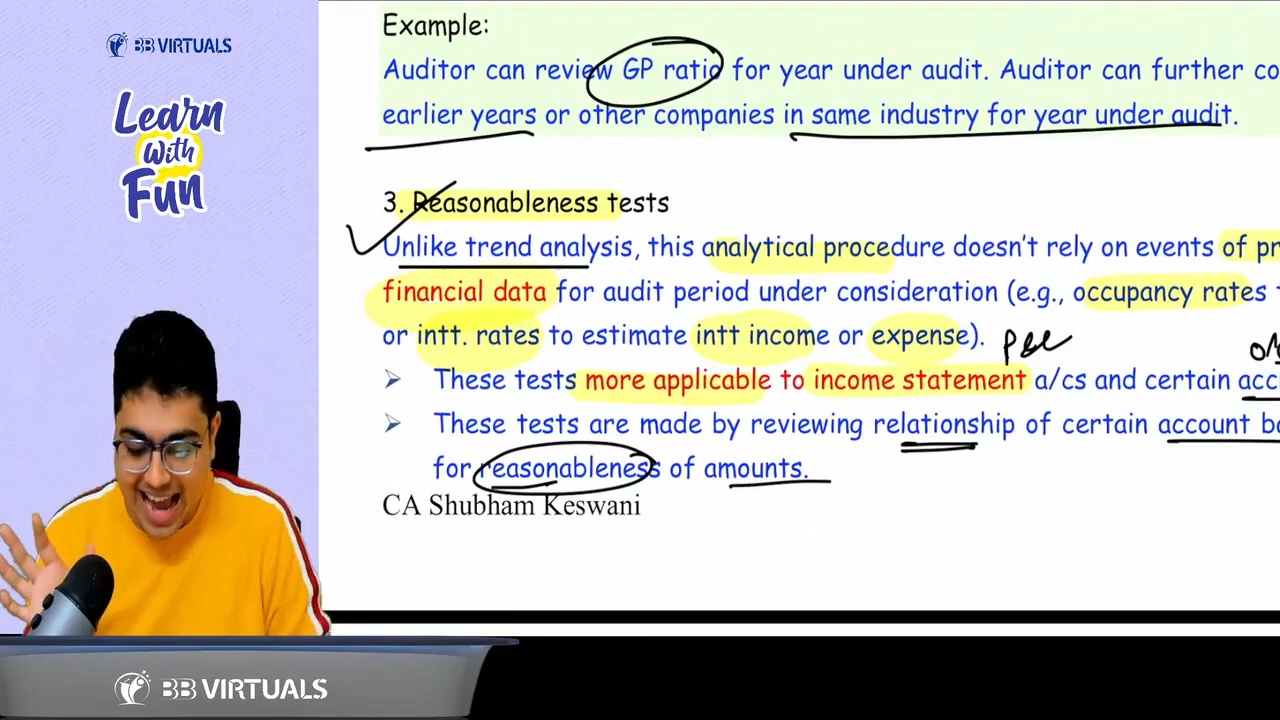 BB VIRTUALS
Learn
With
Fun
Example:
Auditor can review GP ratio for year under audit. Auditor can further co
earlier years or other companies in same industry for year under audit.
3. Reasonableness tests
Unlike trend analysis, this analytical procedure doesn't rely on events of pr
financial data for audit period under consideration (e.g., occupancy rates t
or intt. rates to estimate intt income or expense).
These tests more applicable to income statement a/cs and certain acc
➤ These tests are made by reviewing relationship of certain account ba
for reasonableness of amounts.
CA Shubham Keswani
BB VIRTUALS